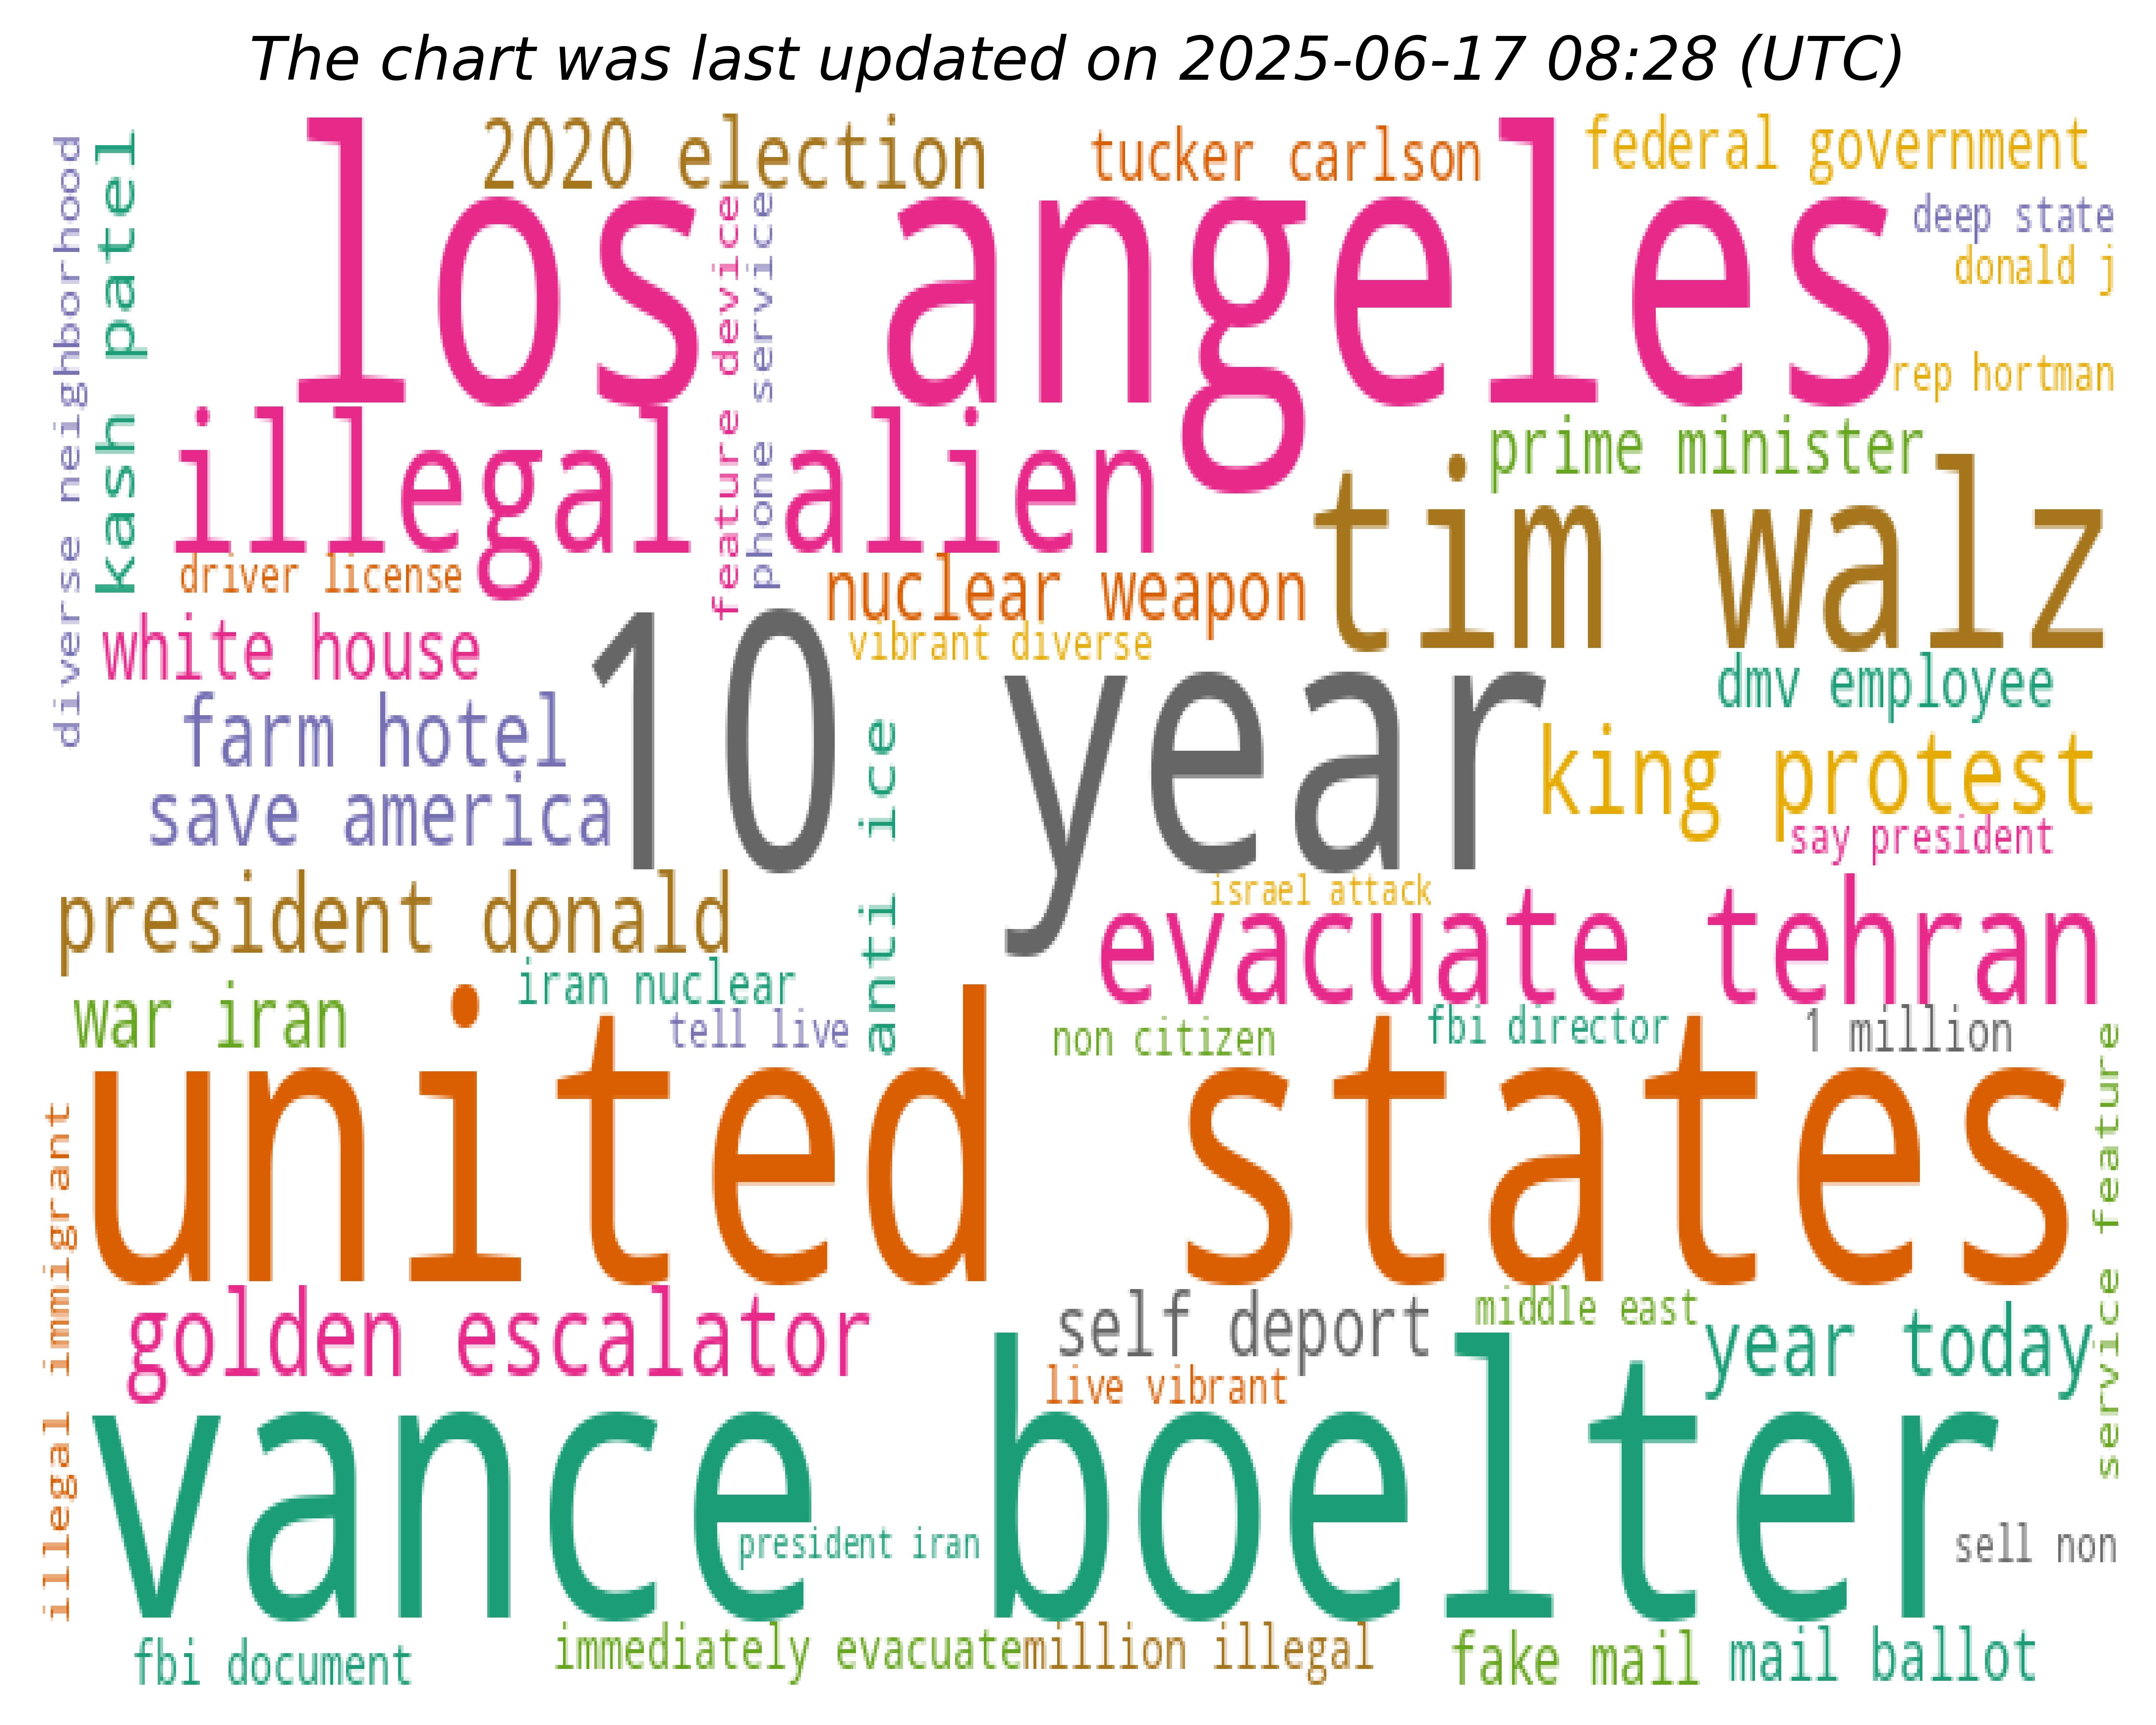 The chart was last updated on 2025-06-17 08:28 (UTC)
2020 election
tucker carlson
federal government
diverse neighborhood
kash patel
los angeles
feature device
phone service
deep state
donald j
rep hortman
illegal alien
prime minister
tim walz
driver license
nuclear weapon
white house
vibrant diverse
10 year
dmv employee
farm hotel
king protest
save america
anti ice
say president
president donald
israel attack
evacuate tehran
iran nuclear
war iran
tell live
non citizen
fbi director
1 million
united states
service feature
illegal immigrant
golden escalator
self deport
middle east
year today
live vibrant
vance boelter
president iran
sell non
fbi document
immediately evacuate
million illegal
fake mail
mail ballot